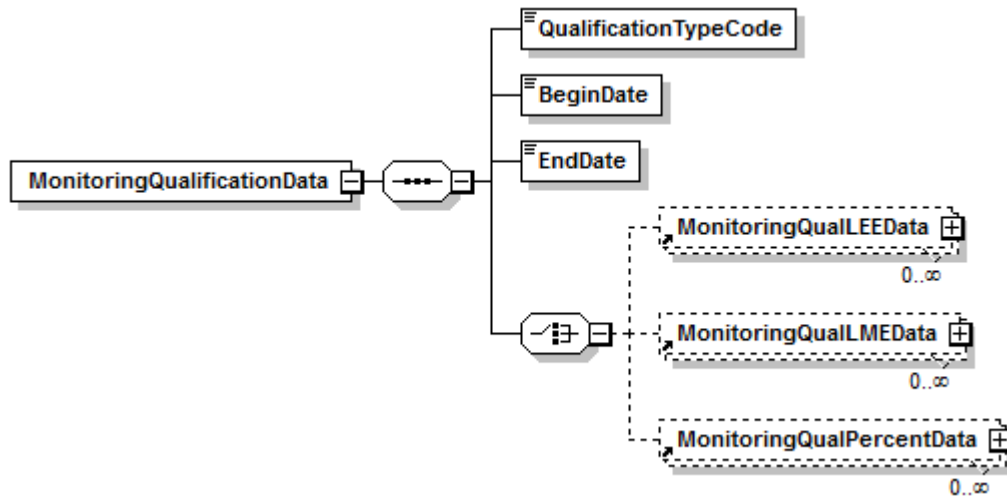 QualificationTypeCode
BeginDate
EndDate
MonitoringQualificationData
MonitoringQualLEEData
0..∞
MonitoringQualLMEData
0..∞
MonitoringQualPercentData
0..∞